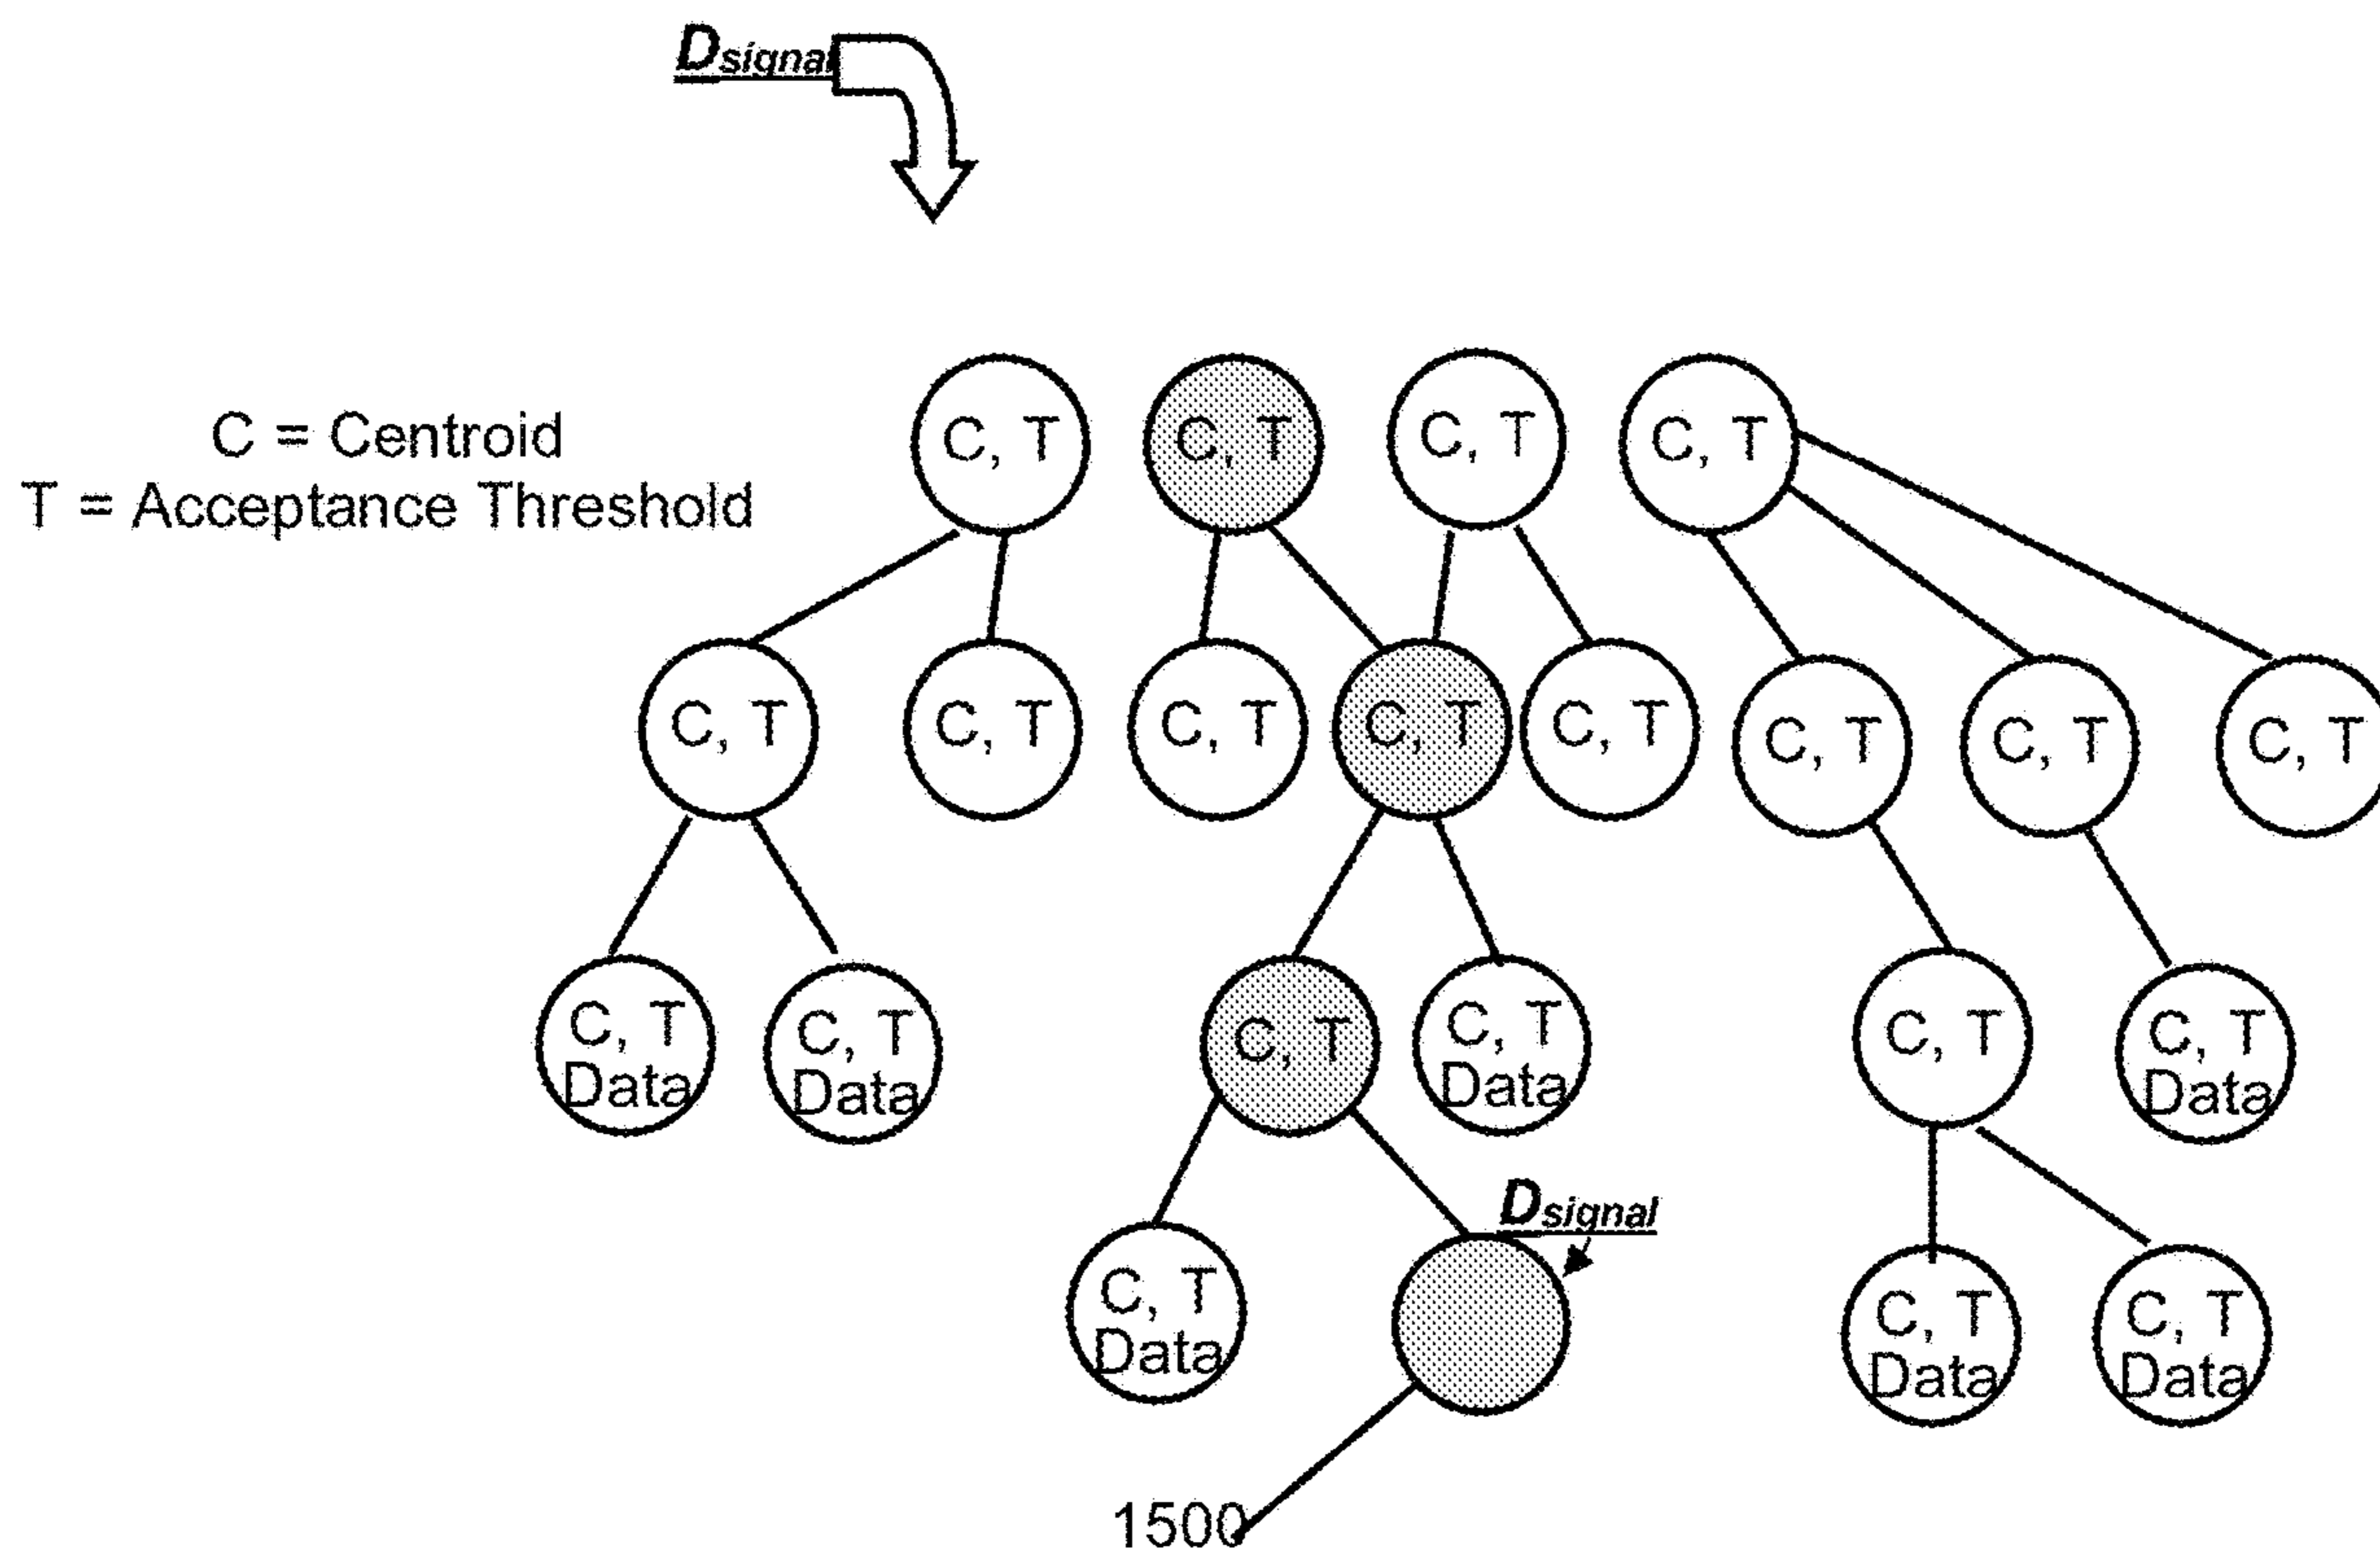 Dsignal
C = Centroid
T = Acceptance Threshold
C, T
C, T
C, T
C, T
C, T
C, T
C, T
C, T
C, T
C, T
C, T
C, T
C, T
Data
C, T
Data
C, T
C, T
Data
C, T
C, T
Data
Dsignal
C, T
Data
C, T
Data
C, T
Data
1500